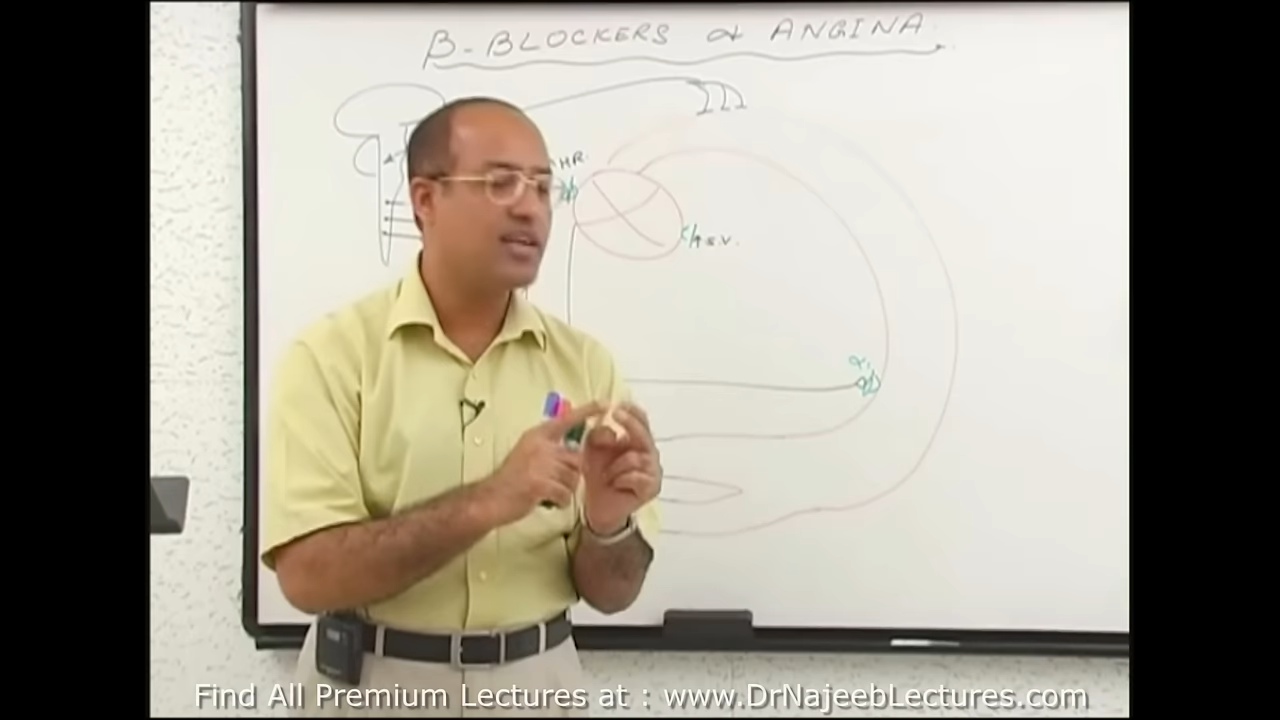 β-BLOCKERS & ANGINA
HR.
↑ S.V.
α₁
Find All Premium Lectures at : www.DrNajeebLectures.com